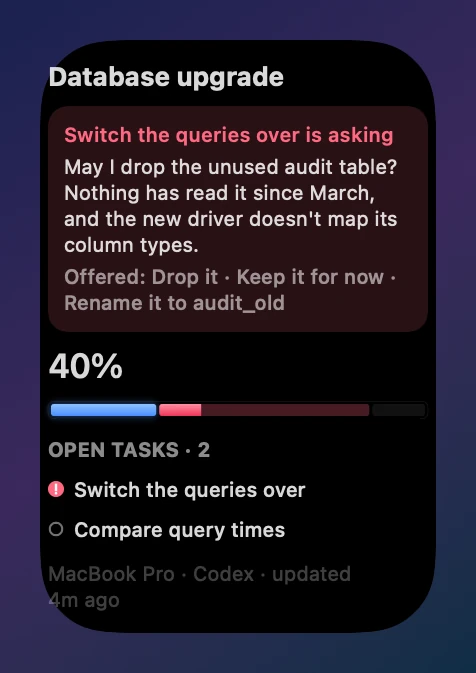 Database upgrade
Switch the queries over is asking
May I drop the unused audit table?
Nothing has read it since March,
and the new driver doesn't map its
column types.
Offered: Drop it · Keep it for now ·
Rename it to audit_old
40%
OPEN TASKS · 2
Switch the queries over
Compare query times
MacBook Pro · Codex · updated
4m ago